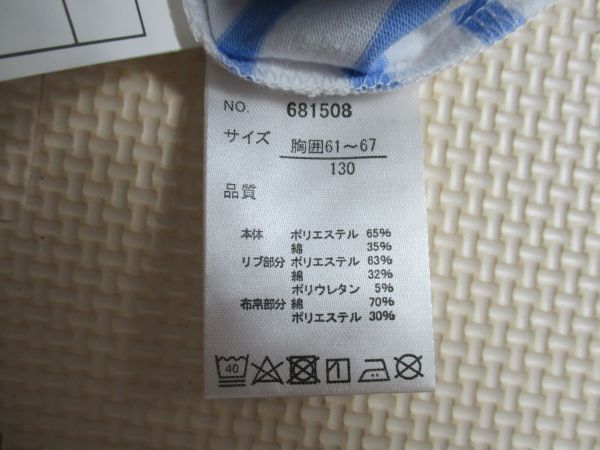 NO. 681508
サイズ 胸囲61～67
130
品質
本体 ポリエステル 65%
綿 35%
リブ部分 ポリエステル 63%
綿 32%
ポリウレタン 5%
布帛部分 綿 70%
ポリエステル 30%
40